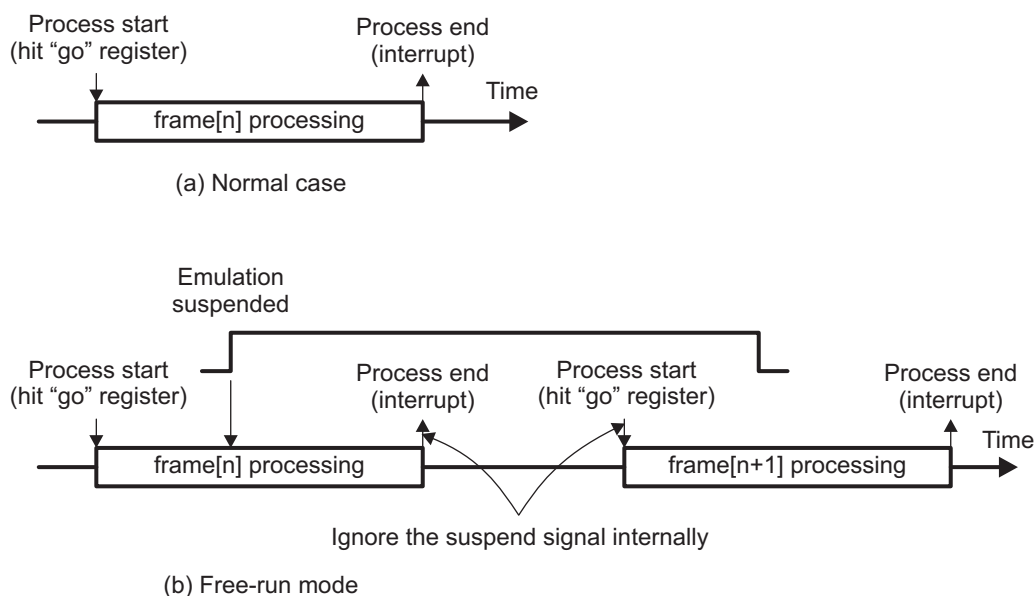 Process start
(hit “go” register)
Process end
(interrupt)
Time
frame[n] processing
(a) Normal case
Emulation
suspended
Process start
(hit “go” register)
Process end
(interrupt)
Process start
(hit “go” register)
Process end
(interrupt)
Time
frame[n] processing
frame[n+1] processing
Ignore the suspend signal internally
(b) Free-run mode